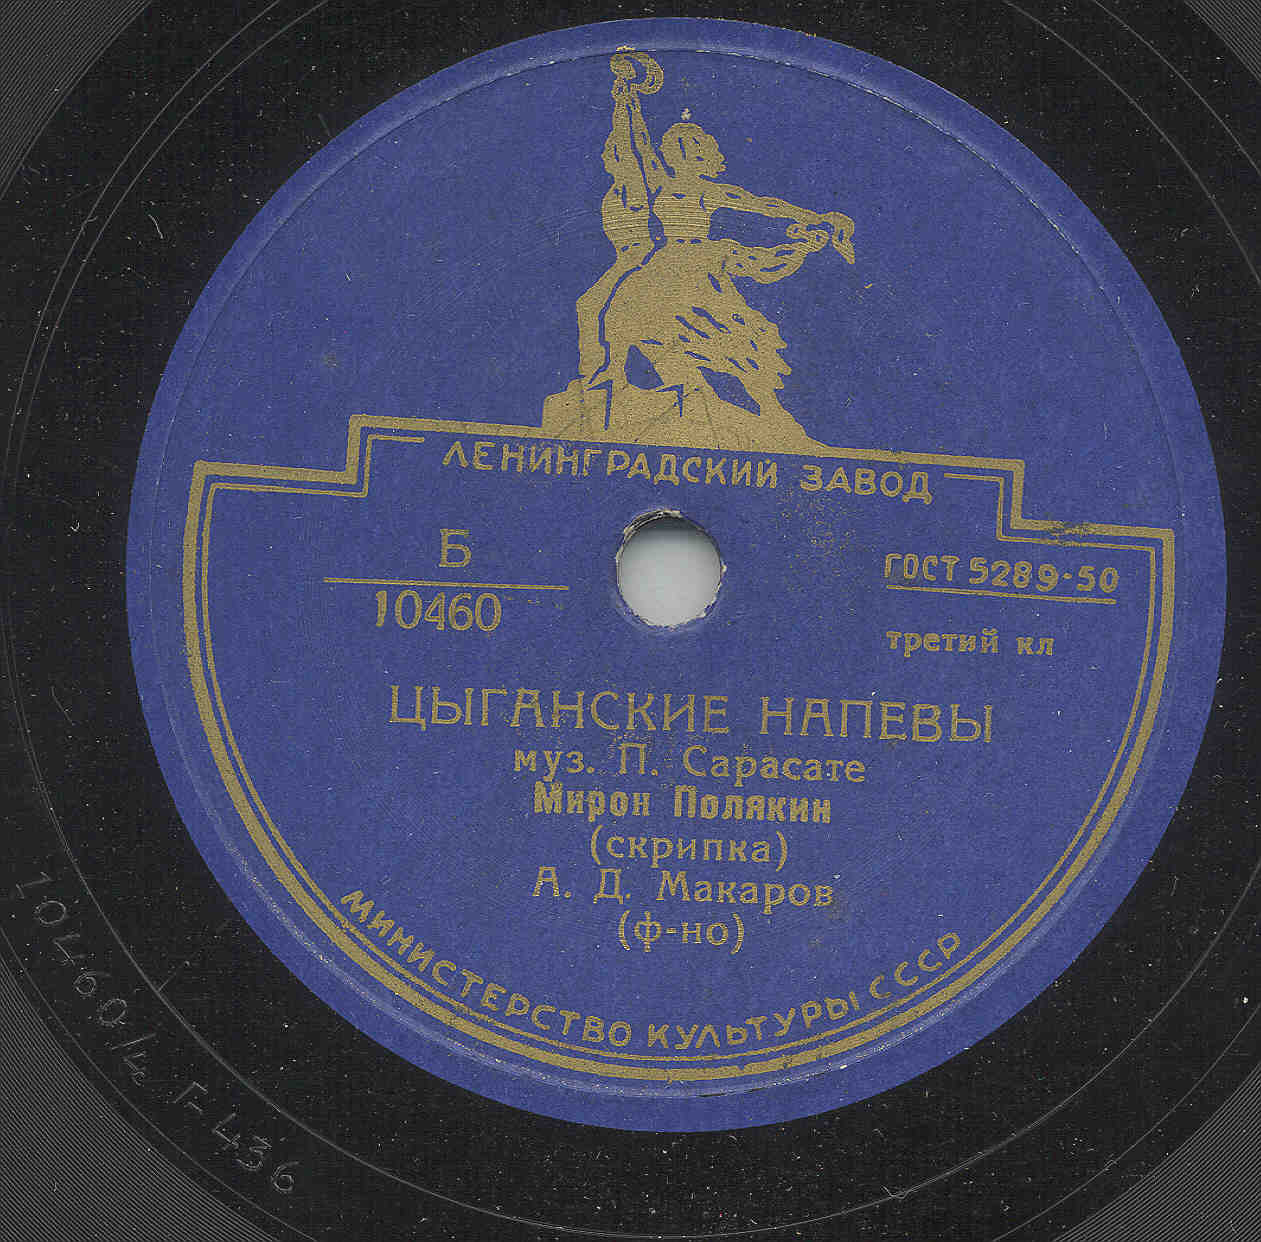 ЛЕНИНГРАДСКИЙ ЗАВОД
Б
10460
ГОСТ 5289-50
третий кл
ЦЫГАНСКИЕ НАПЕВЫ
муз. П. Сарасате
Мирон Полякин
(скрипка)
А. Д. Макаров
(ф-но)
МИНИСТЕРСТВО КУЛЬТУРЫ СССР
10460/4 Г-436